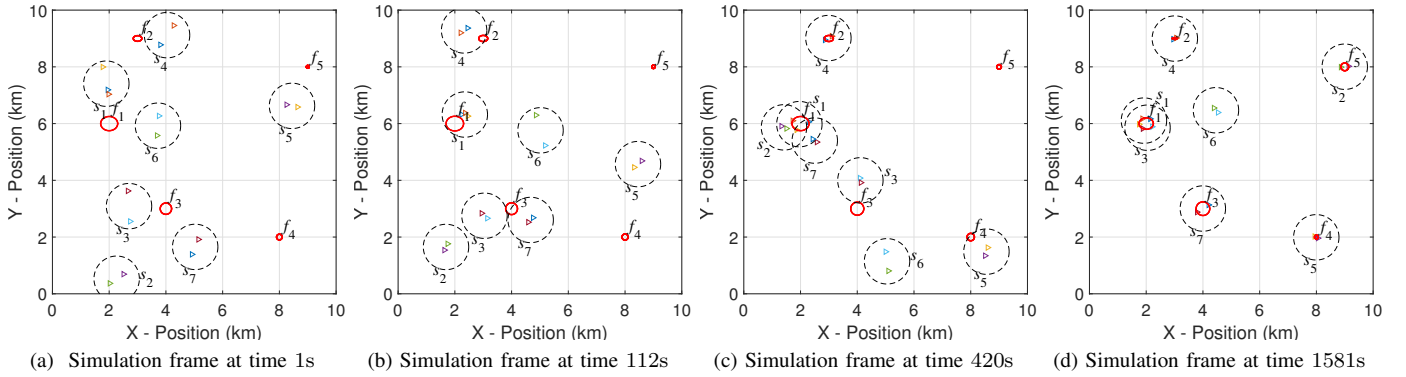 10
8
6
4
2
0
0 2 4 6 8 10
Y - Position (km)
X - Position (km)
f2
s4
f5
s1
f1
s5
s6
f3
s3
f4
s7
s2
(a) Simulation frame at time 1s
10
8
6
4
2
0
0 2 4 6 8 10
Y - Position (km)
X - Position (km)
f2
s4
f5
f1
s1
s6
s5
f3
s3
s7
f4
s2
(b) Simulation frame at time 112s
10
8
6
4
2
0
0 2 4 6 8 10
Y - Position (km)
X - Position (km)
f2
s4
f5
s1
f1
s2
s7
s3
f3
f4
s6
s5
(c) Simulation frame at time 420s
10
8
6
4
2
0
0 2 4 6 8 10
Y - Position (km)
X - Position (km)
f2
s4
f5
s2
s1
f1
s6
s3
f3
s7
f4
s5
(d) Simulation frame at time 1581s